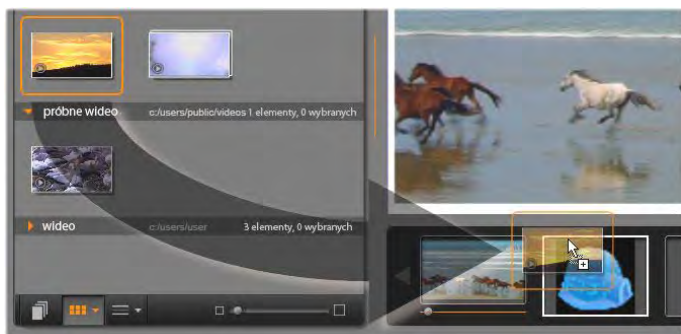 próbne wideo c:/users/public/videos 1 elementy, 0 wybranych
wideo c:/users/user 3 elementy, 0 wybranych